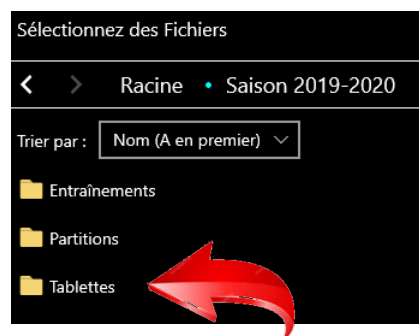 Sélectionnez des Fichiers
Racine • Saison 2019-2020
Trier par : Nom (A en premier)
Entraînements
Partitions
Tablettes